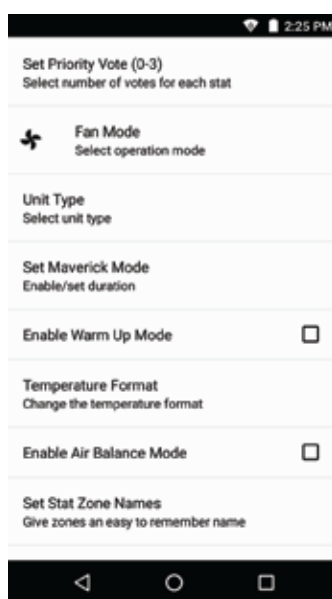 2:25 PM
Set Priority Vote (0-3)
Select number of votes for each stat
Fan Mode
Select operation mode
Unit Type
Select unit type
Set Maverick Mode
Enable/set duration
Enable Warm Up Mode
Temperature Format
Change the temperature format
Enable Air Balance Mode
Set Stat Zone Names
Give zones an easy to remember name